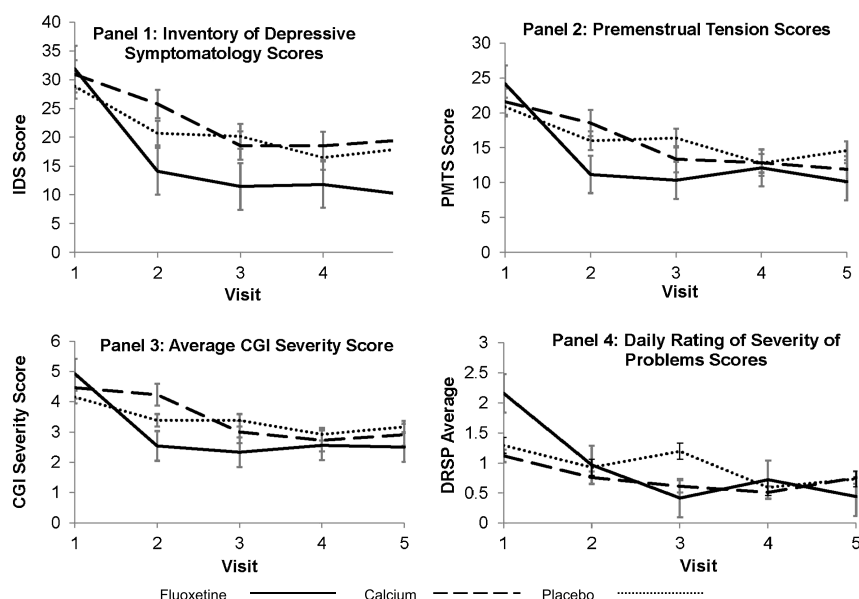 Panel 1: Inventory of Depressive
Symptomatology Scores
IDS Score
40
35
30
25
20
15
10
5
0
1 2 3 4
Visit
Panel 2: Premenstrual Tension Scores
PMTS Score
30
25
20
15
10
5
0
1 2 3 4 5
Visit
Panel 3: Average CGI Severity Score
CGI Severity Score
6
5
4
3
2
1
0
1 2 3 4 5
Visit
Panel 4: Daily Rating of Severity of
Problems Scores
DRSP Average
3
2.5
2
1.5
1
0.5
0
1 2 3 4 5
Visit
Fluoxetine Calcium Placebo